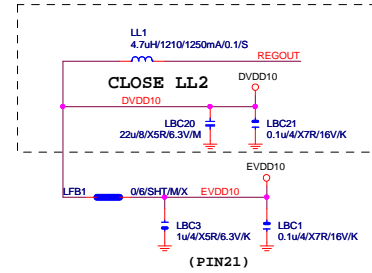 LL1
4.7uH/1210/1250mA/0.1/S
REGOUT
CLOSE LL2
DVDD10
DVDD10
LBC20
22u/8/X5R/6.3V/M
LBC21
0.1u/4/X7R/16V/K
EVDD10
LFB1
0/6/SHT/M/X
EVDD10
LBC3
1u/4/X5R/6.3V/K
LBC1
0.1u/4/X7R/16V/K
(PIN21)